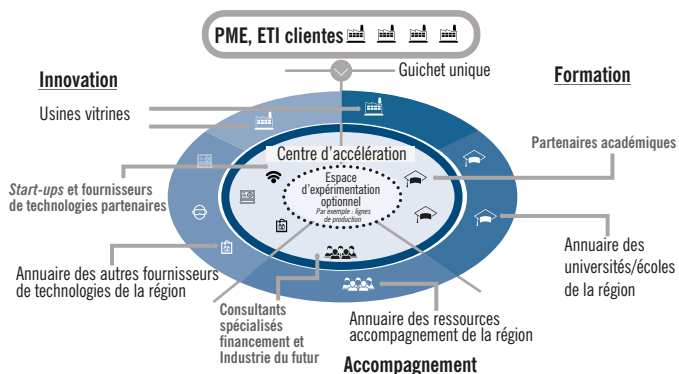 PME, ETI clientes
Guichet unique
Innovation
Formation
Usines vitrines
Partenaires académiques
Centre d'accélération
Espace
d'expérimentation
optionnel
Par exemple : lignes
de production
Start-ups et fournisseurs
de technologies partenaires
Annuaire des autres fournisseurs
de technologies de la région
Annuaire des
universités/écoles
de la région
Consultants
spécialisés
financement et
Industrie du futur
Annuaire des ressources
accompagnement de la région
Accompagnement